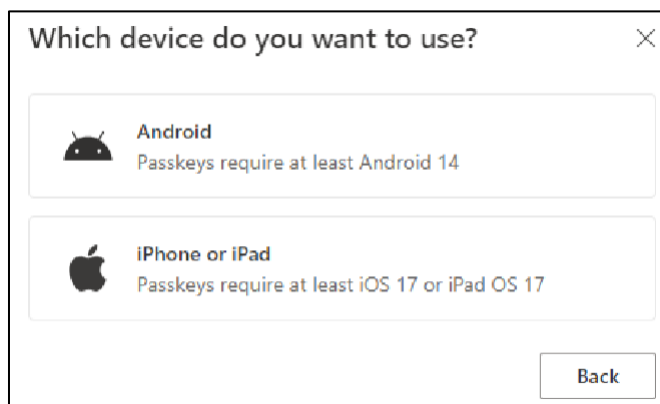 Which device do you want to use?
Android
Passkeys require at least Android 14
iPhone or iPad
Passkeys require at least iOS 17 or iPad OS 17
Back